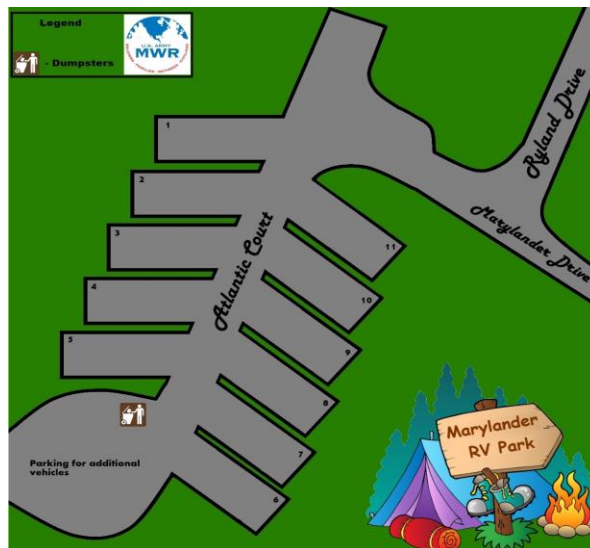 Legend
- Dumpsters
U.S. ARMY
MWR
1
2
3
4
5
6
7
8
9
10
11
Atlantic Court
Ryland Drive
Marylander Drive
Parking for additional
vehicles
Marylander
RV Park